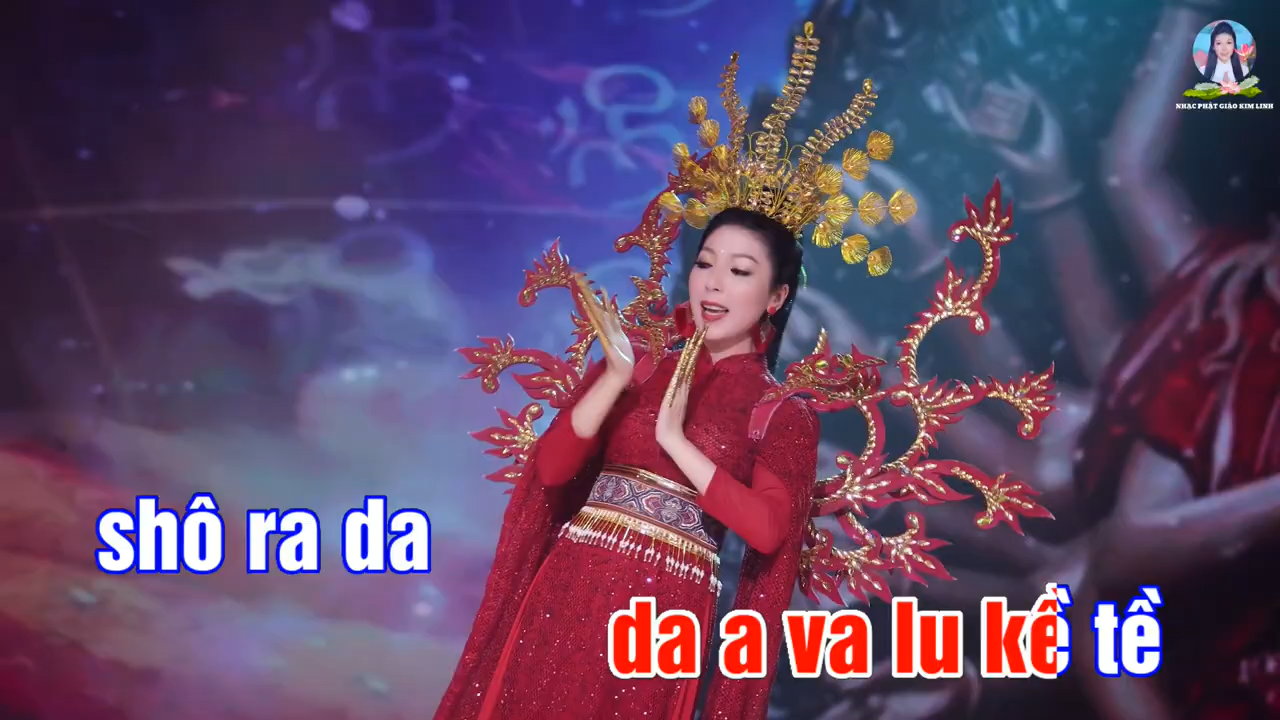 NHẠC PHẬT GIÁO KIM LINH
shô ra da
da a va lu kề tề